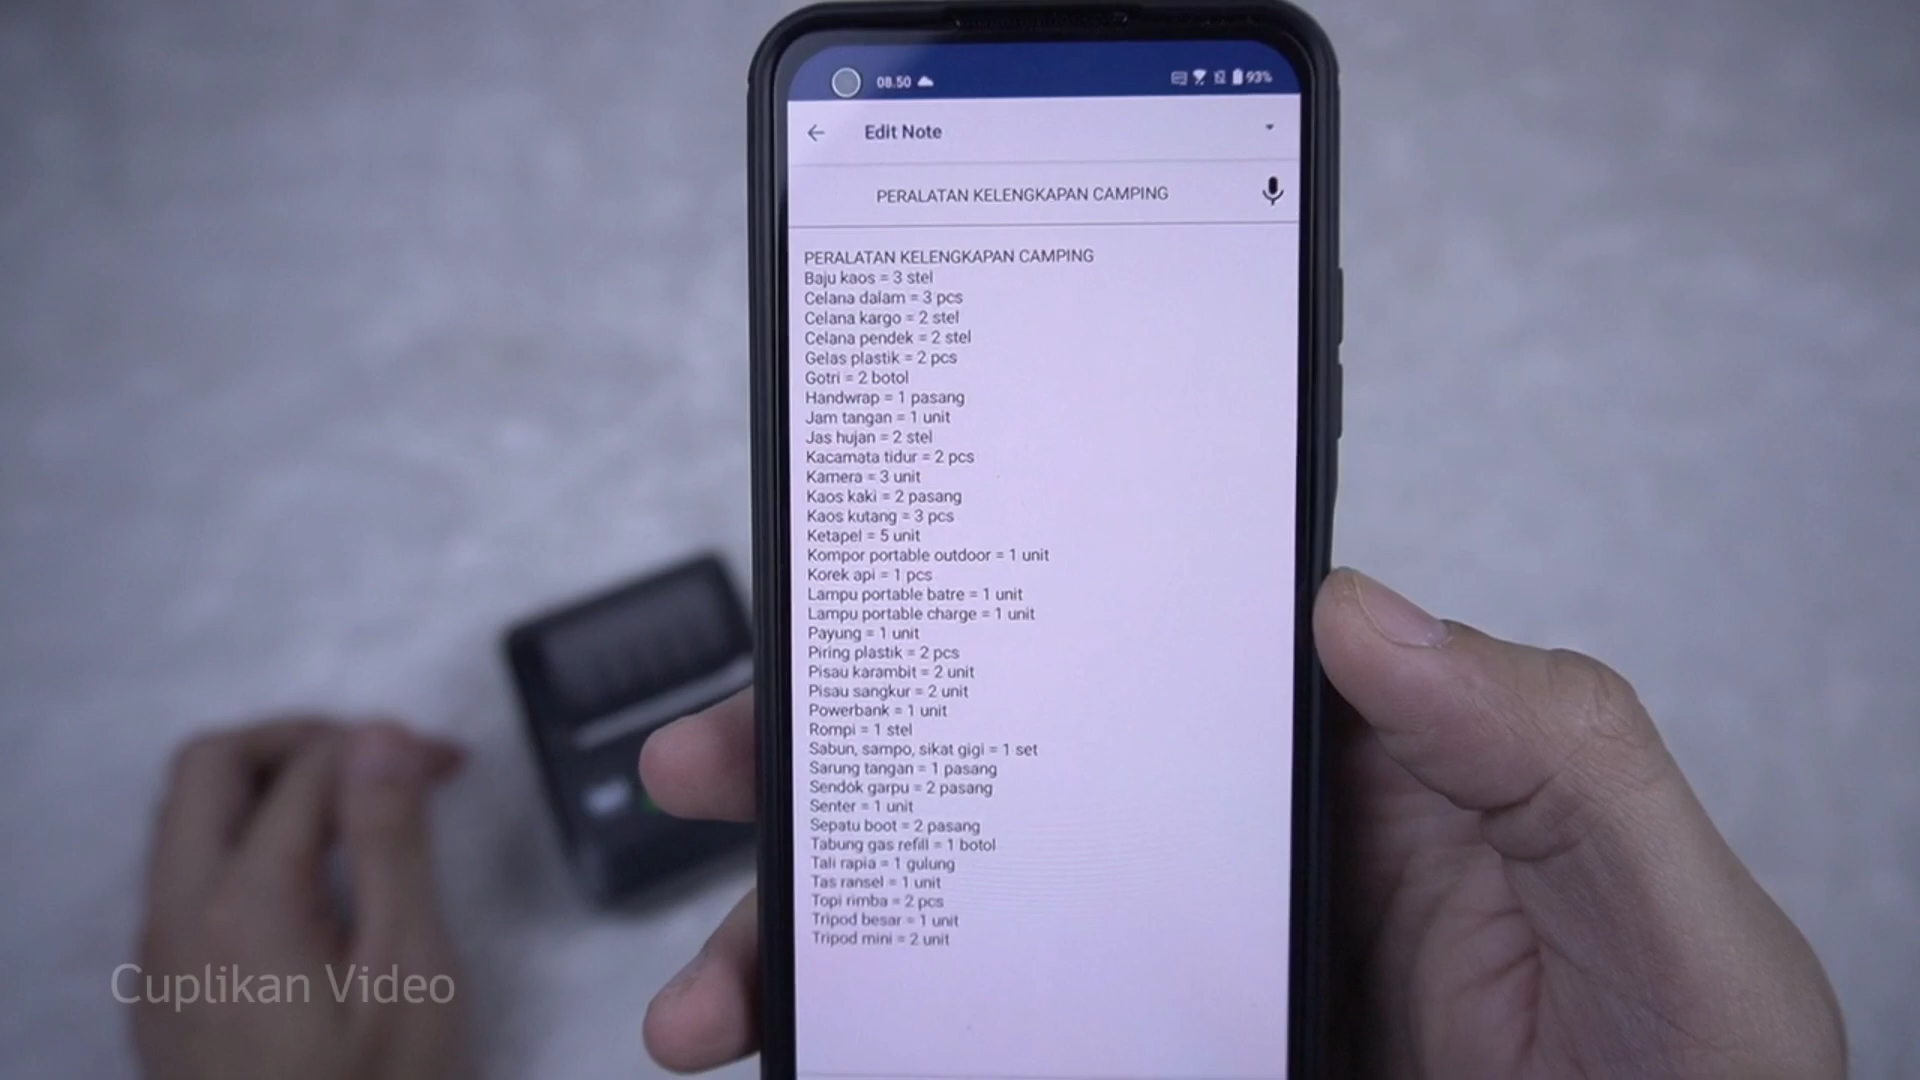 08.50
93%
Edit Note
PERALATAN KELENGKAPAN CAMPING
PERALATAN KELENGKAPAN CAMPING
Baju kaos = 3 stel
Celana dalam = 3 pcs
Celana kargo = 2 stel
Celana pendek = 2 stel
Gelas plastik = 2 pcs
Gotri = 2 botol
Handwrap = 1 pasang
Jam tangan = 1 unit
Jas hujan = 2 stel
Kacamata tidur = 2 pcs
Kamera = 3 unit
Kaos kaki = 2 pasang
Kaos kutang = 3 pcs
Ketapel = 5 unit
Kompor portable outdoor = 1 unit
Korek api = 1 pcs
Lampu portable batre = 1 unit
Lampu portable charge = 1 unit
Payung = 1 unit
Piring plastik = 2 pcs
Pisau karambit = 2 unit
Pisau sangkur = 2 unit
Powerbank = 1 unit
Rompi = 1 stel
Sabun, sampo, sikat gigi = 1 set
Sarung tangan = 1 pasang
Sendok garpu = 2 pasang
Senter = 1 unit
Sepatu boot = 2 pasang
Tabung gas refill = 1 botol
Tali rapia = 1 gulung
Tas ransel = 1 unit
Topi rimba = 2 pcs
Tripod besar = 1 unit
Tripod mini = 2 unit
Cuplikan Video